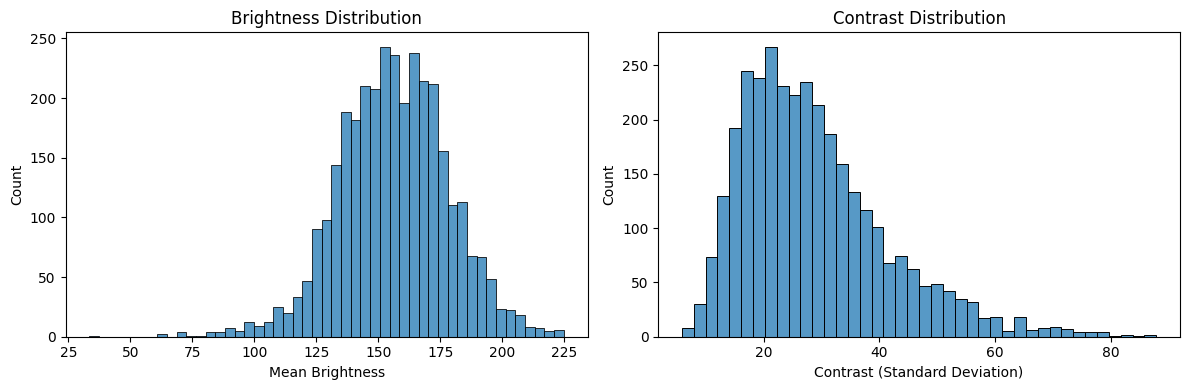 Brightness Distribution
Count
250
200
150
100
50
0
25 50 75 100 125 150 175 200 225
Mean Brightness
Contrast Distribution
Count
250
200
150
100
50
0
20 40 60 80
Contrast (Standard Deviation)